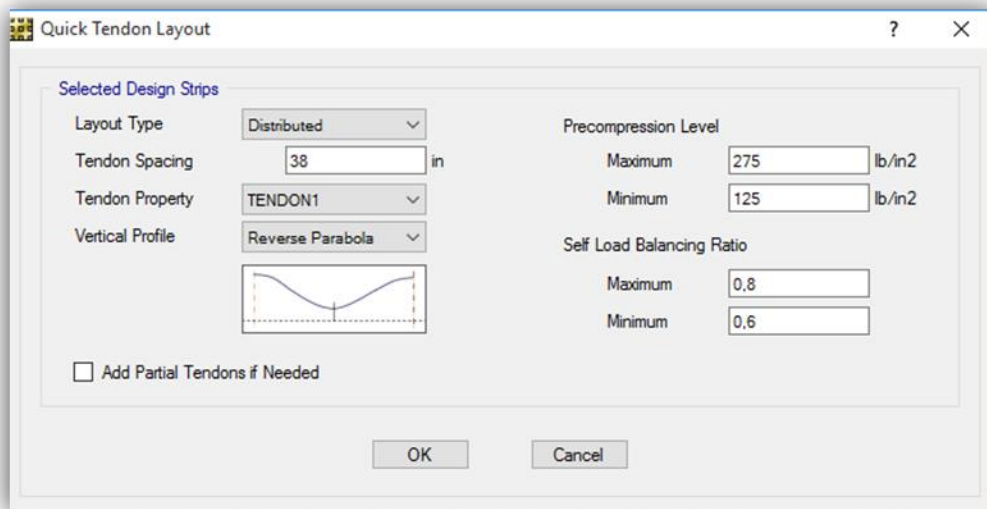 Quick Tendon Layout
?
Selected Design Strips
Layout Type Distributed
Tendon Spacing 38 in
Tendon Property TENDON1
Vertical Profile Reverse Parabola
Add Partial Tendons if Needed
Precompression Level
Maximum 275 lb/in2
Minimum 125 lb/in2
Self Load Balancing Ratio
Maximum 0,8
Minimum 0,6
OK Cancel